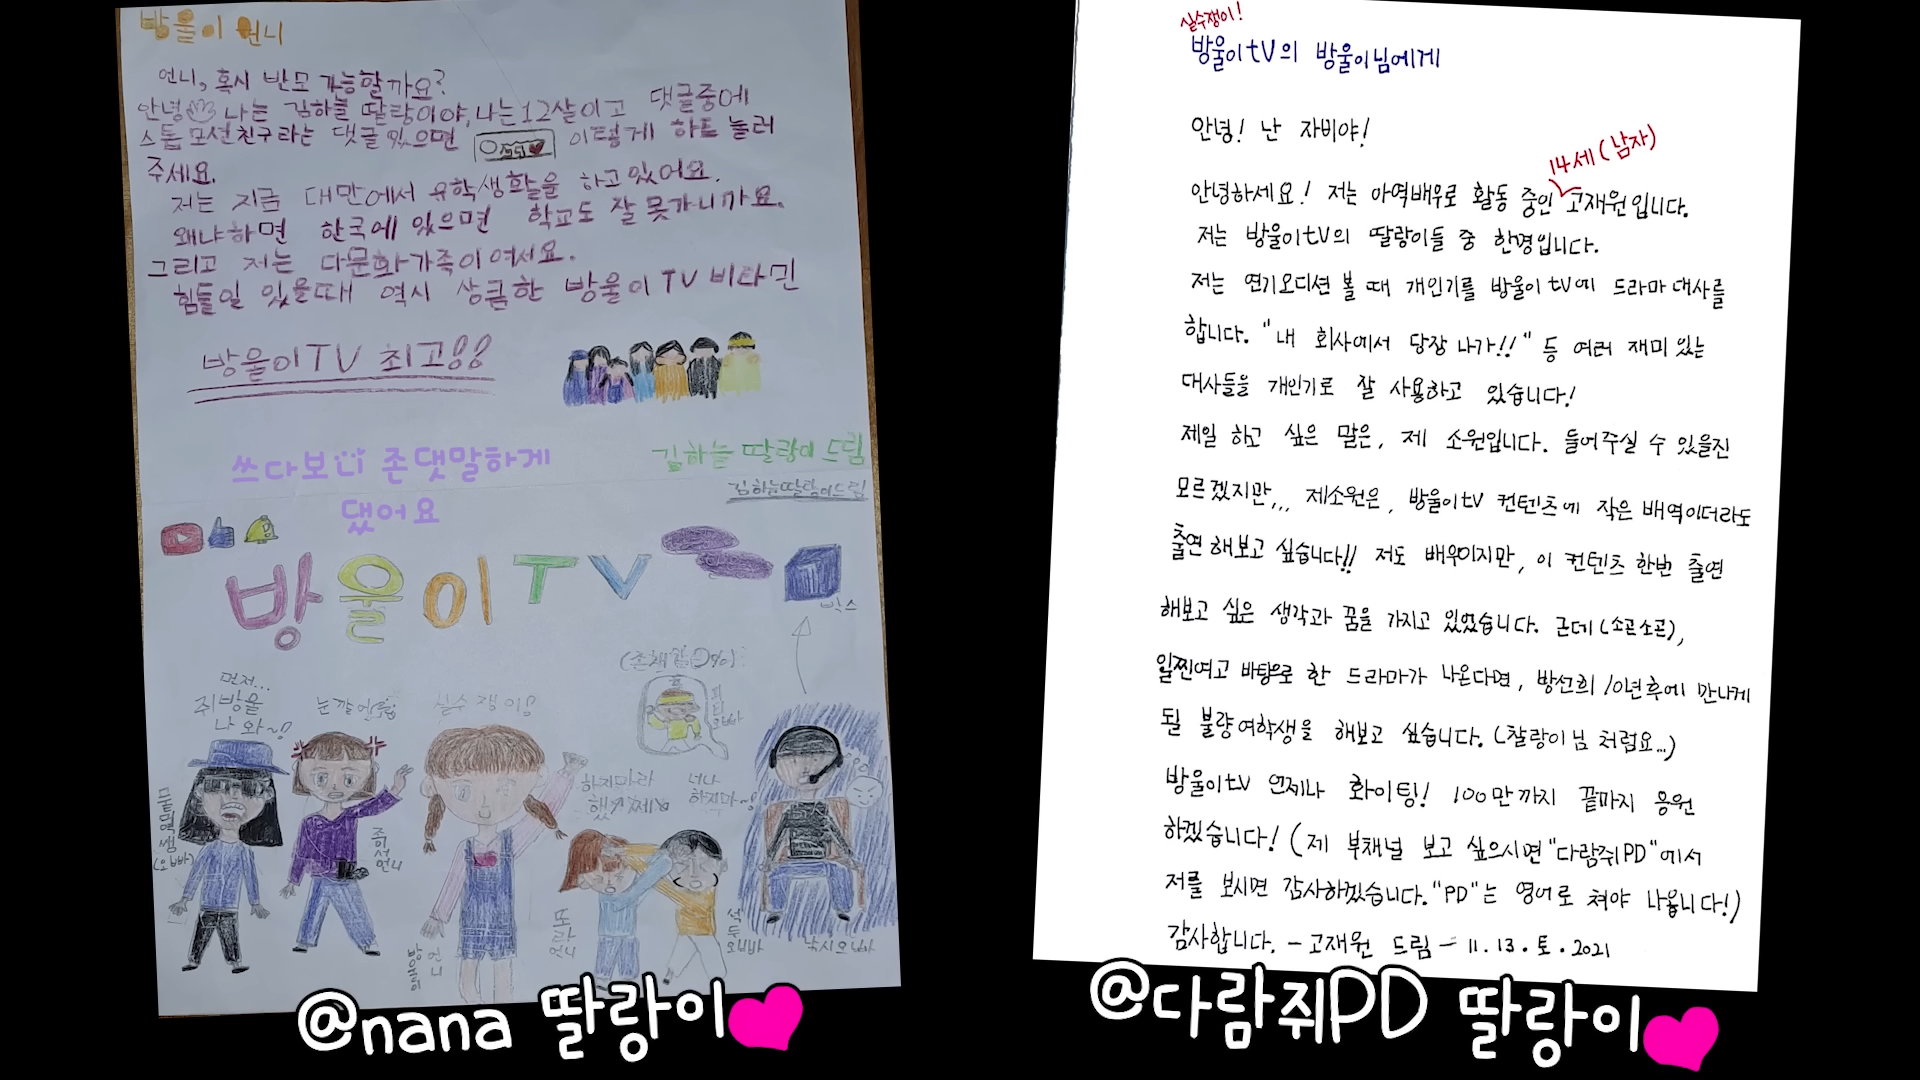 방울이 언니
언니, 혹시 반모 가능할까요?
안녕 나는 김하늘 딸랑이야, 나는 12살이고 댓글중에
스톱모션친구라는 댓글 있으면 이렇게 하트 눌러
주세요.
저는 지금 대만에서 유학생활을 하고있어요.
왜냐하면 한국에 있으면 학교도 잘 못가니까요.
그리고 저는 다문화가족이여서요.
힘들일 있을때 역시 상큼한 방울이TV 비타민
방울이TV 최고!!
쓰다보니 존댓말하게
됐어요
김하늘 딸랑이 드림
김하늘딸랑이드림
방울이TV
빅스
먼저...
쥐방울
나와~!
실수쟁이!
하지마라
했지
너나
하지마~!
언니
또라
언니
@nana 딸랑이
실수쟁이!
방울이tV의 방울이님에게
안녕! 난 자비야!
14세(남자)
안녕하세요! 저는 아역배우로 활동 중인 고재원입니다.
저는 방울이tV의 딸랑이들 중 한명입니다.
저는 연기오디션 볼 때 개인기를 방울이tV에 드라마 대사를
합니다. "내 회사에서 당장 나가!!" 등 여러 재미있는
대사들을 개인기로 잘 사용하고 있습니다!
제일 하고 싶은 말은, 제 소원입니다. 들어주실 수 있을진
모르겠지만,,, 제소원은, 방울이tV 컨텐츠에 작은 배역이더라도
출연해보고 싶습니다!! 저도 배우이지만, 이 컨텐츠 한번 출연
해보고 싶은 생각과 꿈을 가지고 있었습니다. 근데(소곤소곤),
일찐여고 바탕으로 한 드라마가 나온다면, 방선희 10년후에 만나게
될 불량여학생을 해보고 싶습니다. (찰랑이님 처럼요...)
방울이tV 언제나 화이팅! 100만까지 끝까지 응원
하겠습니다! (제 부채널 보고 싶으시면 "다람쥐PD"에서
저를 보시면 감사하겠습니다. "PD"는 영어로 쳐야 나옵니다!)
감사합니다. - 고재원 드림 - 11. 13. 토. 2021
@다람쥐PD 딸랑이